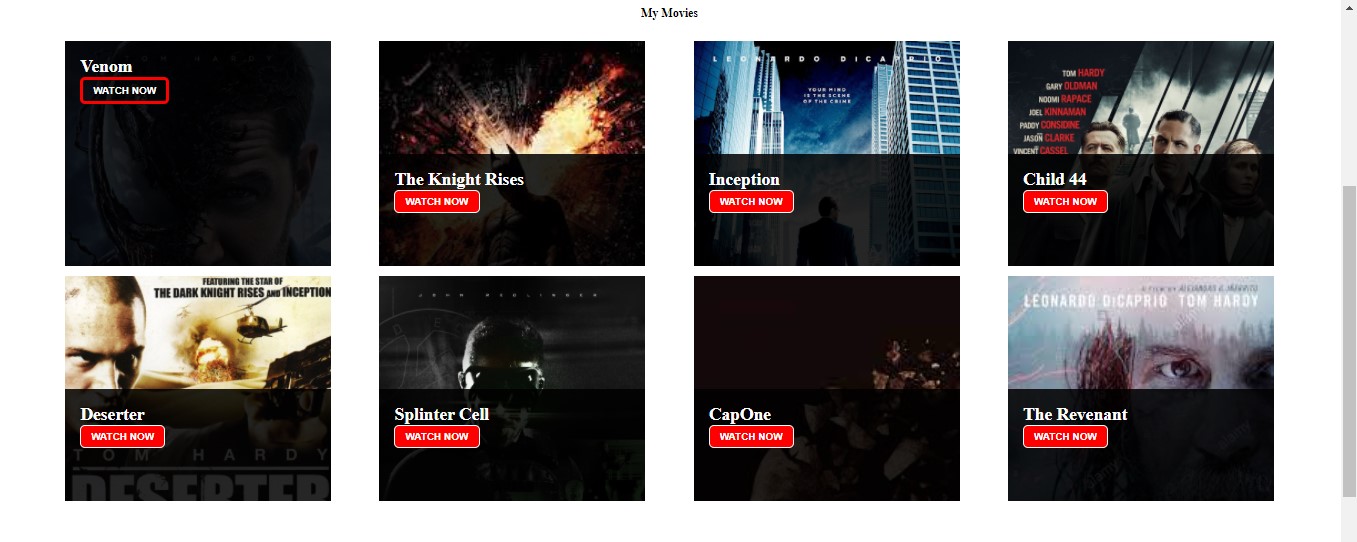 My Movies
TOM HARDY
Venom
WATCH NOW
The Knight Rises
WATCH NOW
LEONARDO DICAPRIO
YOUR MIND
IS THE SCENE
OF THE CRIME
Inception
WATCH NOW
TOM HARDY
GARY OLDMAN
NOOMI RAPACE
JOEL KINNAMAN
PADDY CONSIDINE
JASON CLARKE
VINCENT CASSEL
Child 44
WATCH NOW
FEATURING THE STAR OF
THE DARK KNIGHT RISES AND INCEPTION
Deserter
WATCH NOW
TOM HARDY
DESERTER
Splinter Cell
WATCH NOW
CapOne
WATCH NOW
LEONARDO DiCAPRIO TOM HARDY
The Revenant
WATCH NOW